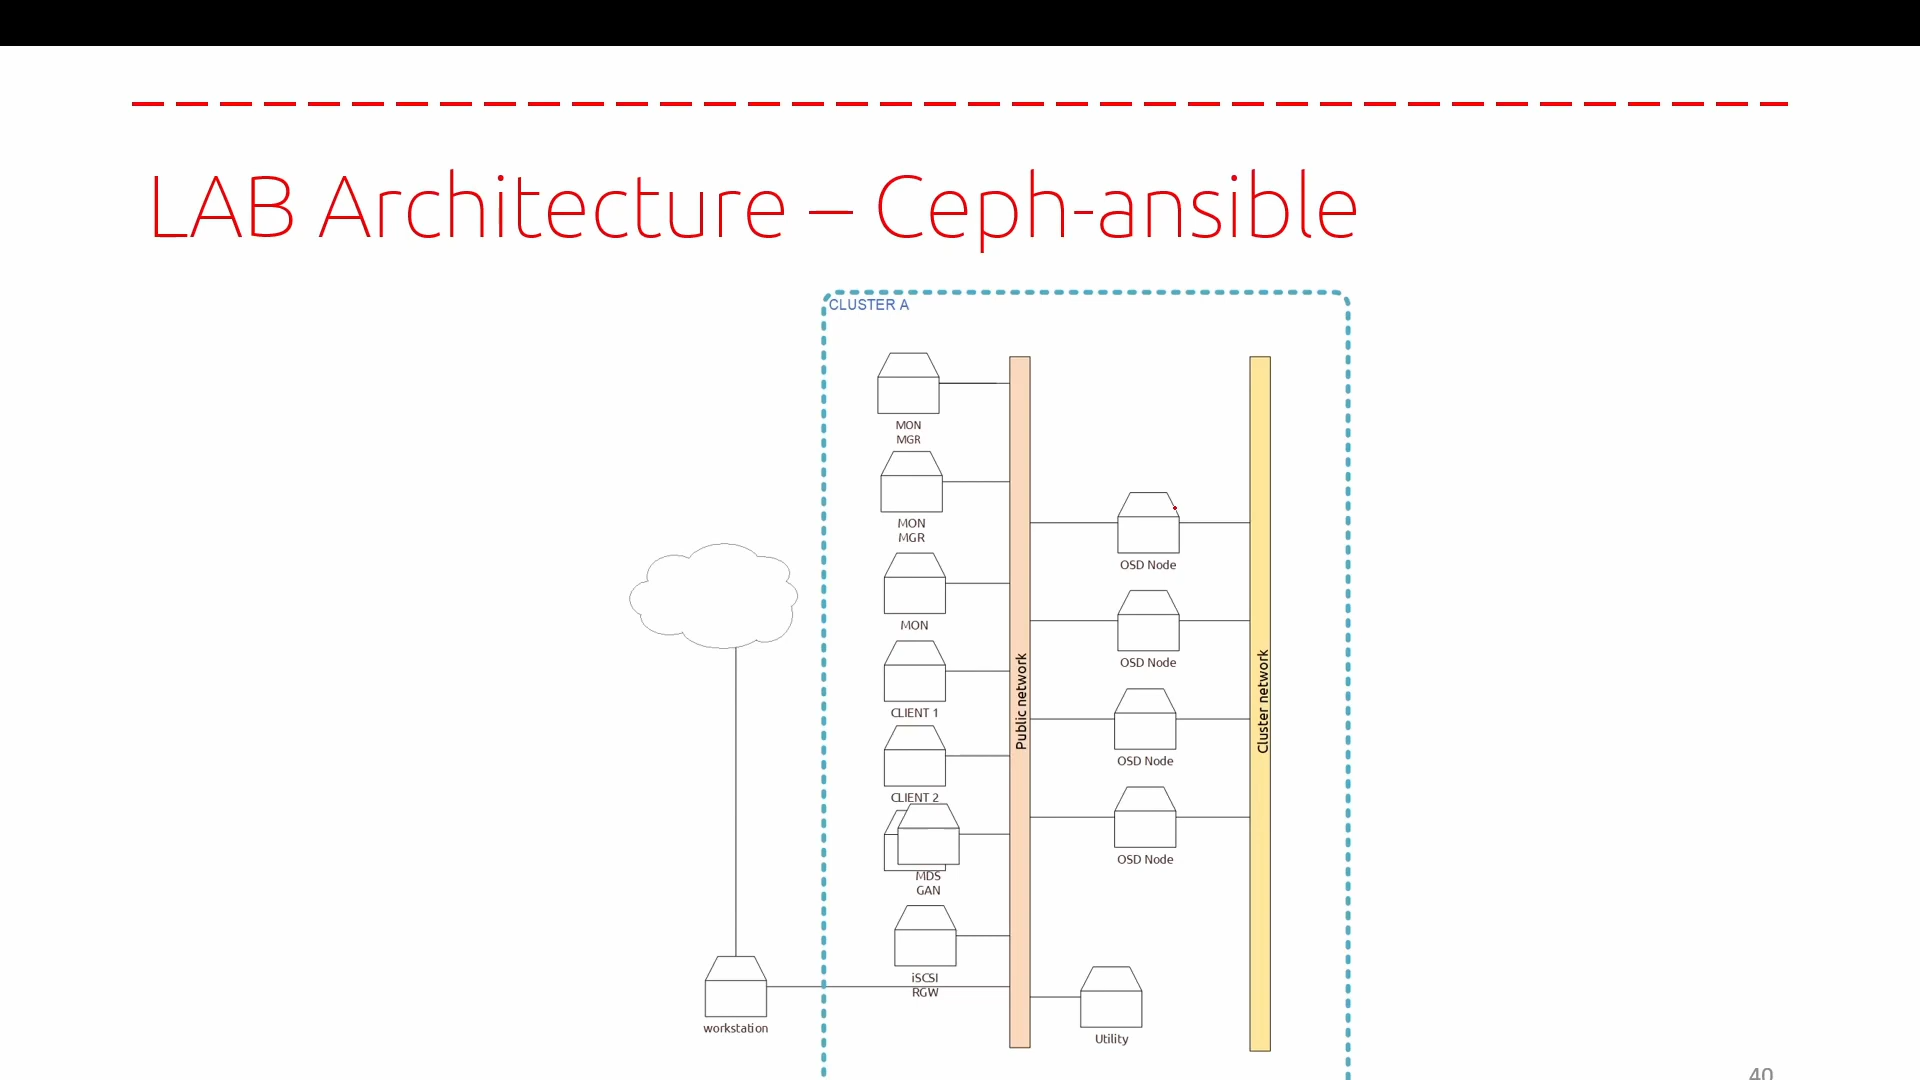 LAB Architecture – Ceph-ansible
CLUSTER A
MON
MGR
MON
MGR
MON
CLIENT 1
CLIENT 2
MDS
GAN
iSCSI
RGW
workstation
Public network
OSD Node
OSD Node
OSD Node
OSD Node
Utility
Cluster network
40